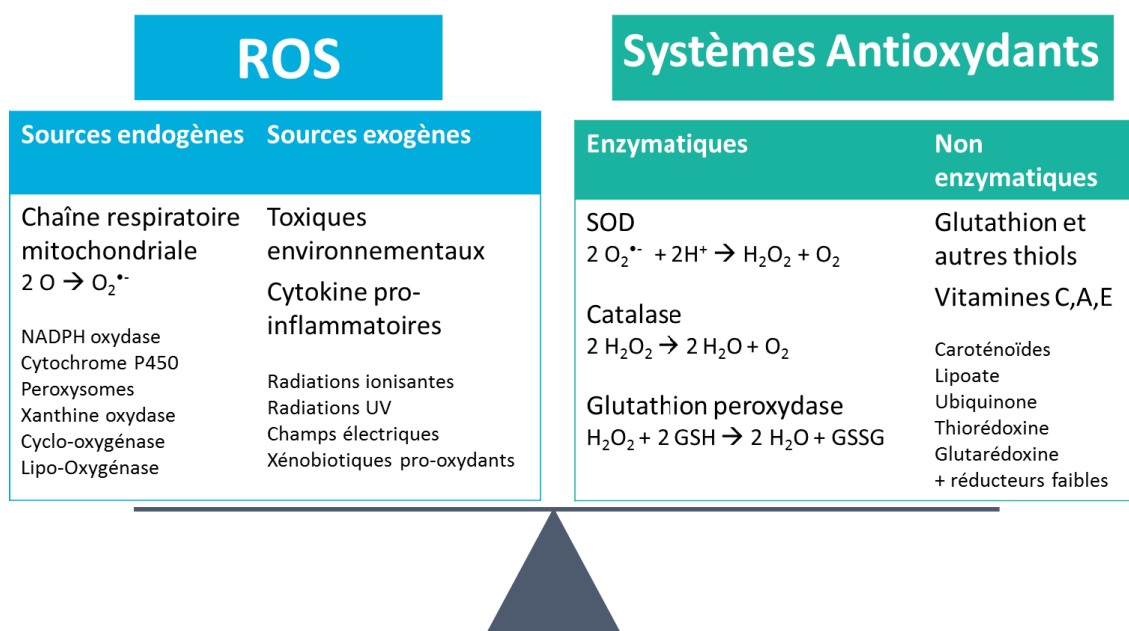 ROS
Sources endogènes
Sources exogènes
Chaîne respiratoire
mitochondriale
2 O → O₂•-
NADPH oxydase
Cytochrome P450
Peroxysomes
Xanthine oxydase
Cyclo-oxygénase
Lipo-Oxygénase
Toxiques
environnementaux
Cytokine pro-
inflammatoires
Radiations ionisantes
Radiations UV
Champs électriques
Xénobiotiques pro-oxydants
Systèmes Antioxydants
Enzymatiques
Non
enzymatiques
SOD
2 O₂•- + 2H⁺ → H₂O₂ + O₂
Catalase
2 H₂O₂ → 2 H₂O + O₂
Glutathion peroxydase
H₂O₂ + 2 GSH → 2 H₂O + GSSG
Glutathion et
autres thiols
Vitamines C,A,E
Caroténoïdes
Lipoate
Ubiquinone
Thiorédoxine
Glutarédoxine
+ réducteurs faibles